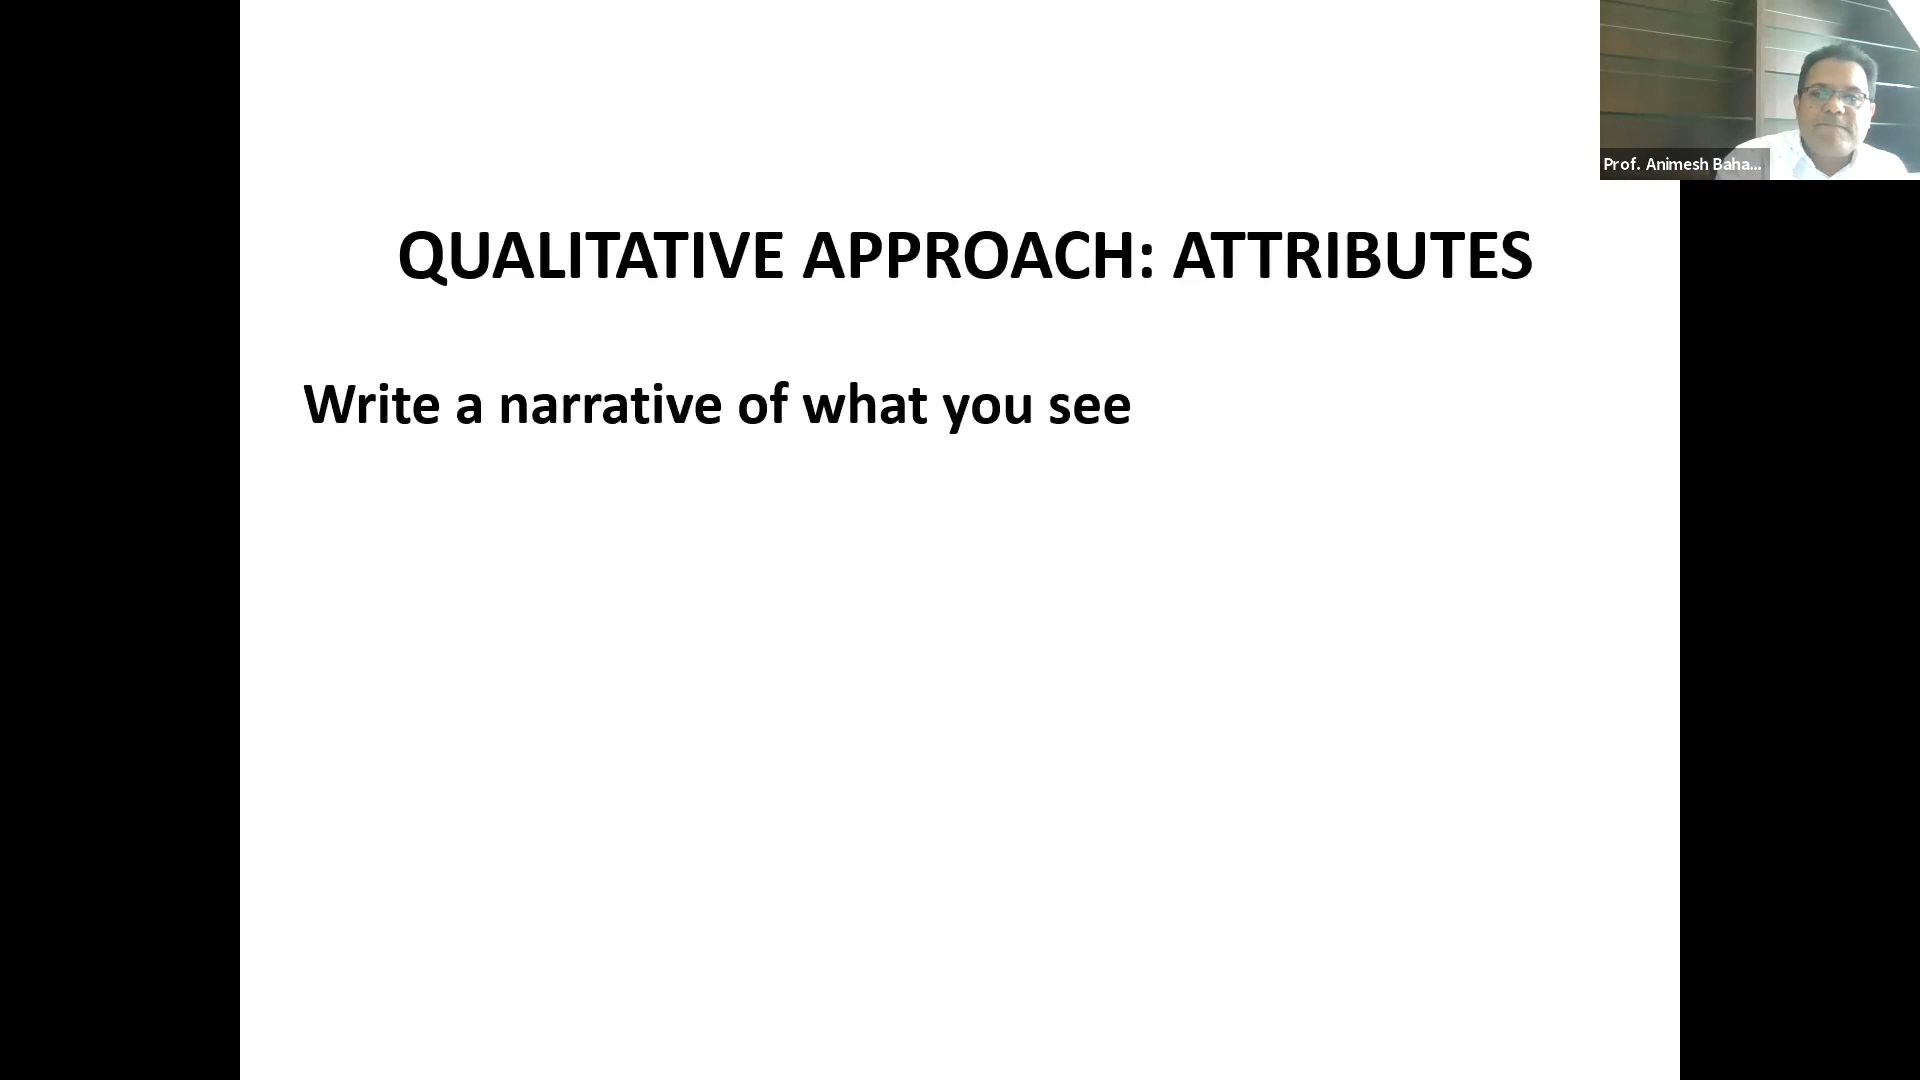 Prof. Animesh Baha...
QUALITATIVE APPROACH: ATTRIBUTES
Write a narrative of what you see